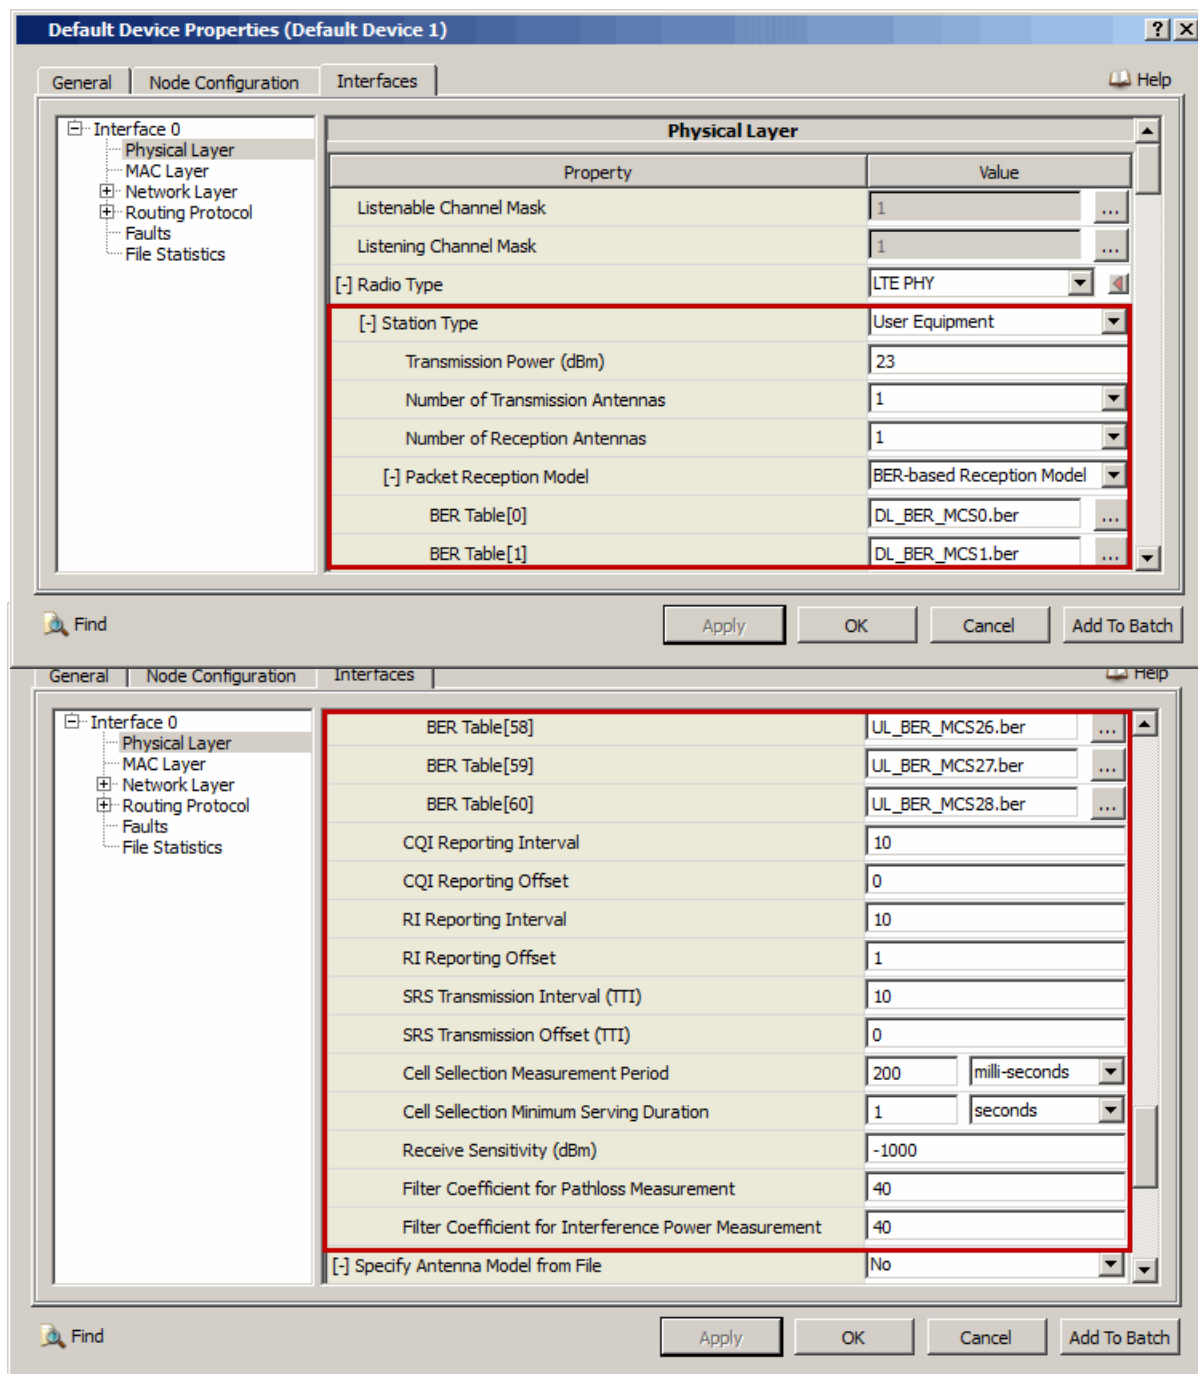 Default Device Properties (Default Device 1)
General Node Configuration Interfaces Help
Interface 0
Physical Layer
MAC Layer
Network Layer
Routing Protocol
Faults
File Statistics
Physical Layer
Property Value
Listenable Channel Mask 1 ...
Listening Channel Mask 1 ...
[-] Radio Type LTE PHY
[-] Station Type User Equipment
Transmission Power (dBm) 23
Number of Transmission Antennas 1
Number of Reception Antennas 1
[-] Packet Reception Model BER-based Reception Model
BER Table[0] DL_BER_MCS0.ber ...
BER Table[1] DL_BER_MCS1.ber ...
Find Apply OK Cancel Add To Batch
General Node Configuration Interfaces Help
Interface 0
Physical Layer
MAC Layer
Network Layer
Routing Protocol
Faults
File Statistics
BER Table[58] UL_BER_MCS26.ber ...
BER Table[59] UL_BER_MCS27.ber ...
BER Table[60] UL_BER_MCS28.ber ...
CQI Reporting Interval 10
CQI Reporting Offset 0
RI Reporting Interval 10
RI Reporting Offset 1
SRS Transmission Interval (TTI) 10
SRS Transmission Offset (TTI) 0
Cell Sellection Measurement Period 200 milli-seconds
Cell Sellection Minimum Serving Duration 1 seconds
Receive Sensitivity (dBm) -1000
Filter Coefficient for Pathloss Measurement 40
Filter Coefficient for Interference Power Measurement 40
[-] Specify Antenna Model from File No
Find Apply OK Cancel Add To Batch